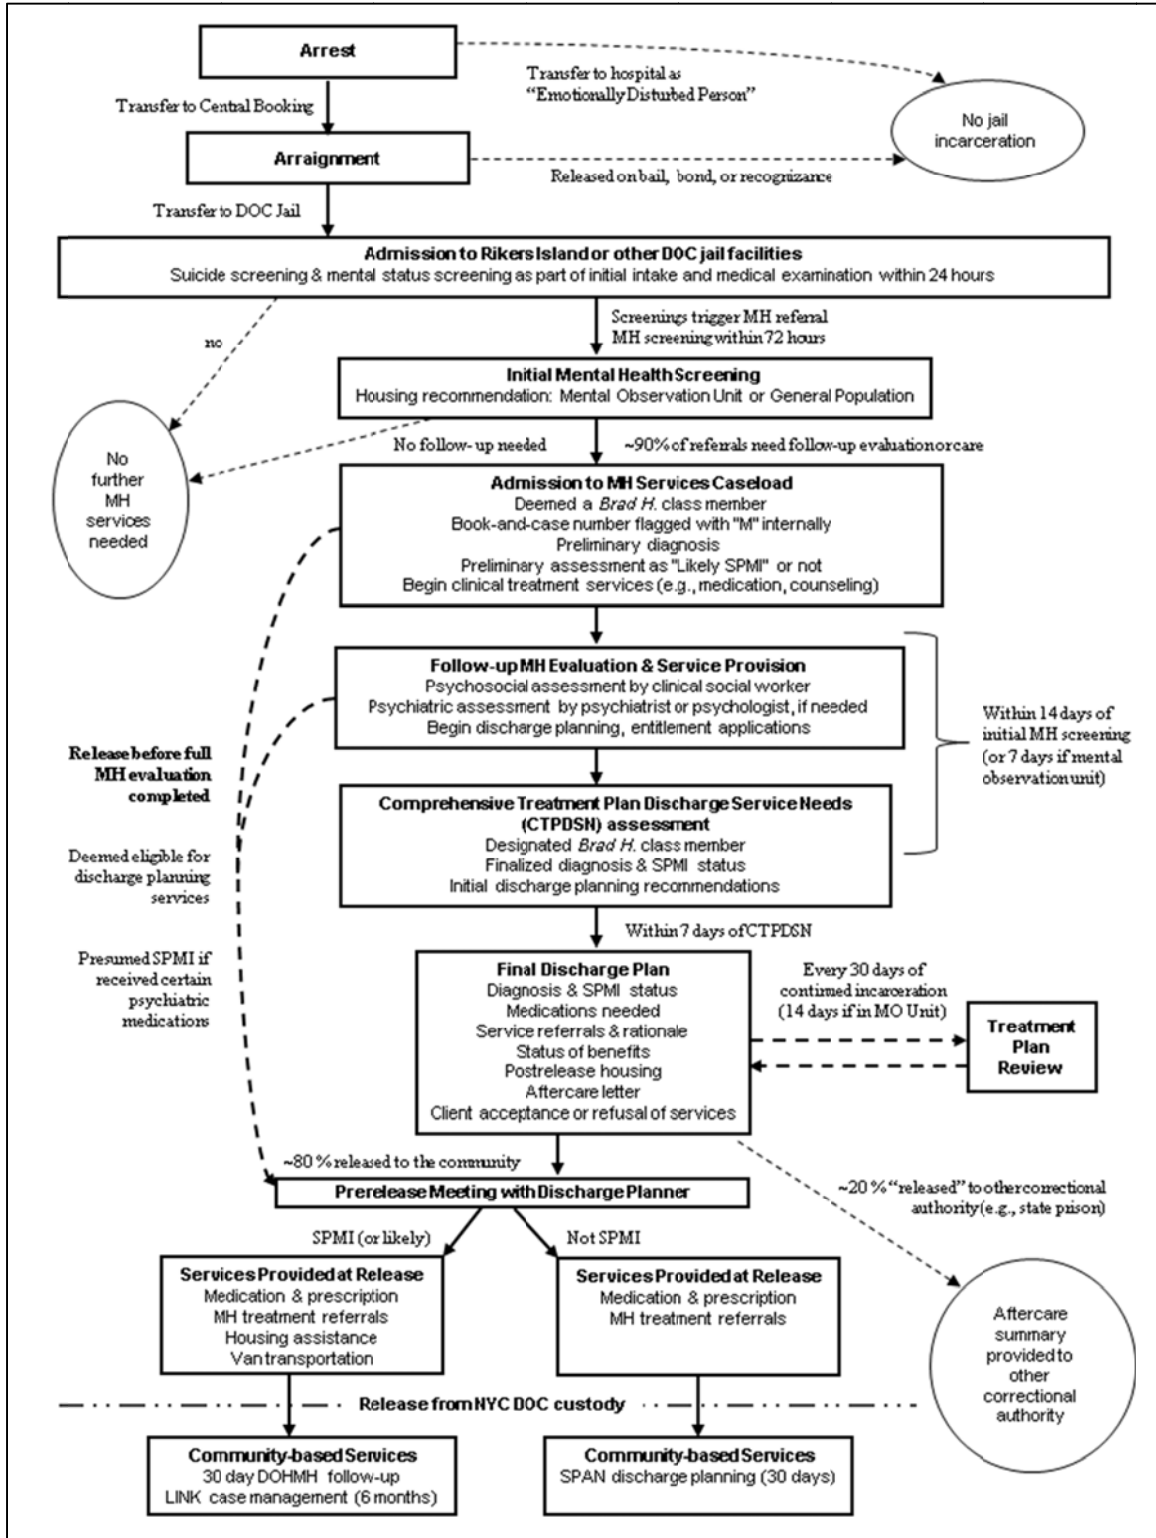 Arrest
Transfer to hospital as
“Emotionally Disturbed Person”
Transfer to Central Booking
No jail
incarceration
Arraignment
Released on bail, bond, or recognizance
Transfer to DOC Jail
Admission to Rikers Island or other DOC jail facilities
Suicide screening & mental status screening as part of initial intake and medical examination within 24 hours
Screenings trigger MH referral
MH screening within 72 hours
no
Initial Mental Health Screening
Housing recommendation: Mental Observation Unit or General Population
No follow-up needed
~90% of referrals need follow-up evaluation or care
No
further
MH
services
needed
Admission to MH Services Caseload
Deemed a Brad H. class member
Book-and-case number flagged with "M" internally
Preliminary diagnosis
Preliminary assessment as "Likely SPMI" or not
Begin clinical treatment services (e.g., medication, counseling)
Follow-up MH Evaluation & Service Provision
Psychosocial assessment by clinical social worker
Psychiatric assessment by psychiatrist or psychologist, if needed
Begin discharge planning, entitlement applications
Within 14 days of
initial MH screening
(or 7 days if mental
observation unit)
Release before full
MH evaluation
completed
Deemed eligible for
discharge planning
services
Presumed SPMI if
received certain
psychiatric
medications
Comprehensive Treatment Plan Discharge Service Needs
(CTPDSN) assessment
Designated Brad H. class member
Finalized diagnosis & SPMI status
Initial discharge planning recommendations
Within 7 days of CTPDSN
Final Discharge Plan
Diagnosis & SPMI status
Medications needed
Service referrals & rationale
Status of benefits
Postrelease housing
Aftercare letter
Client acceptance or refusal of services
Every 30 days of
continued incarceration
(14 days if in MO Unit)
Treatment
Plan
Review
~80% released to the community
Prerelease Meeting with Discharge Planner
~20% “released” to other correctional
authority (e.g., state prison)
SPMI (or likely)
Not SPMI
Services Provided at Release
Medication & prescription
MH treatment referrals
Housing assistance
Van transportation
Services Provided at Release
Medication & prescription
MH treatment referrals
Aftercare
summary
provided to
other
correctional
authority
Release from NYC DOC custody
Community-based Services
30 day DOHMH follow-up
LINK case management (6 months)
Community-based Services
SPAN discharge planning (30 days)